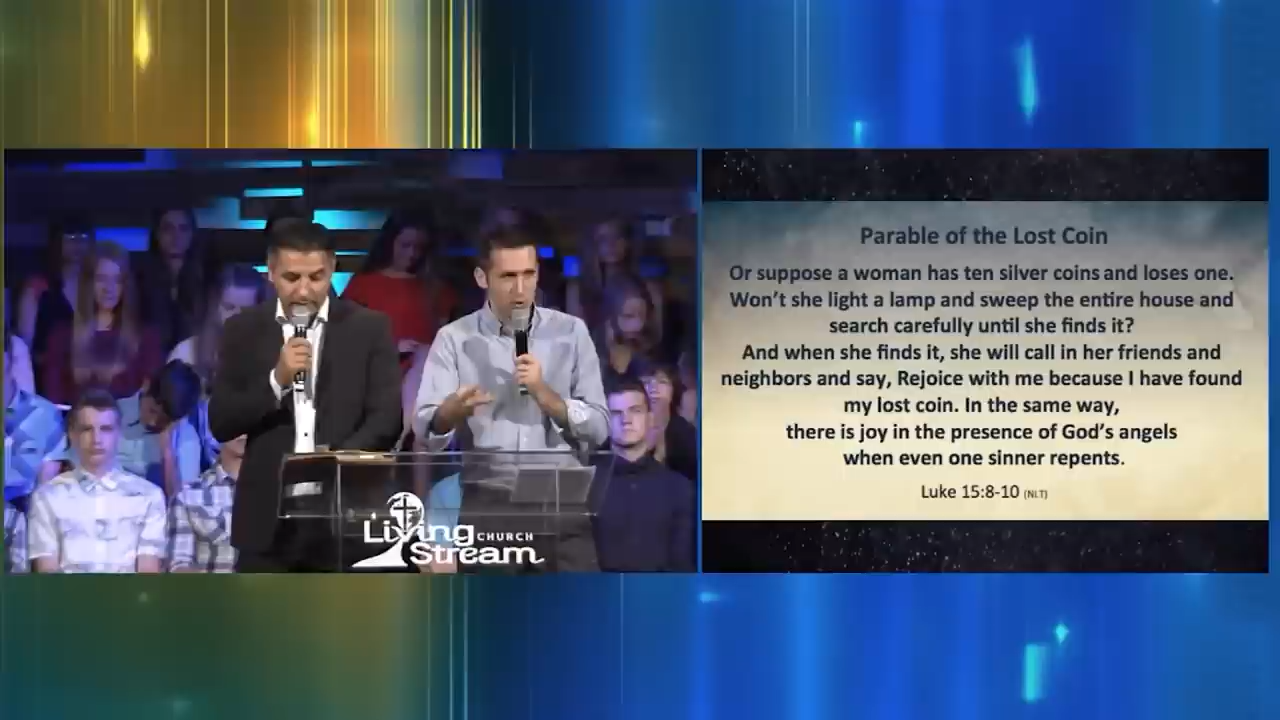 Living CHURCH
Stream
Parable of the Lost Coin
Or suppose a woman has ten silver coins and loses one.
Won't she light a lamp and sweep the entire house and
search carefully until she finds it?
And when she finds it, she will call in her friends and
neighbors and say, Rejoice with me because I have found
my lost coin. In the same way,
there is joy in the presence of God's angels
when even one sinner repents.
Luke 15:8-10 (NLT)